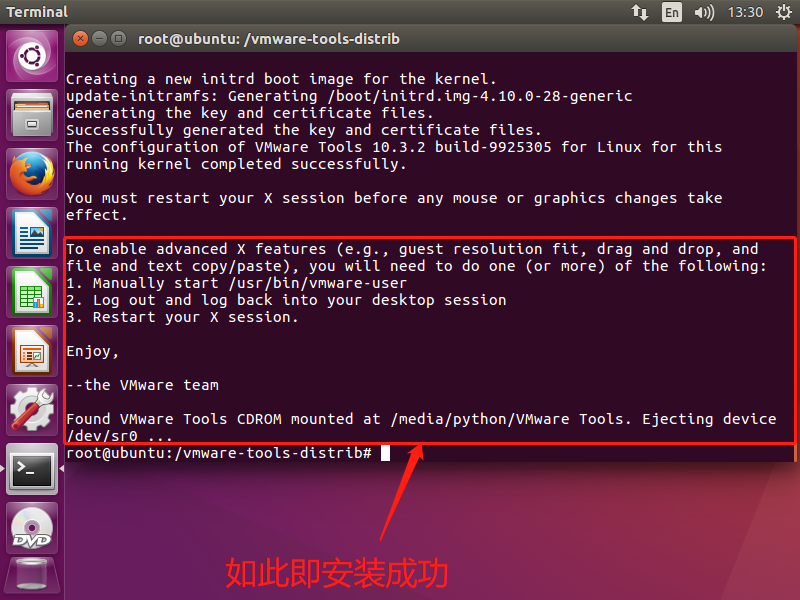 Terminal
En
13:30
root@ubuntu: /vmware-tools-distrib
Creating a new initrd boot image for the kernel.
update-initramfs: Generating /boot/initrd.img-4.10.0-28-generic
Generating the key and certificate files.
Successfully generated the key and certificate files.
The configuration of VMware Tools 10.3.2 build-9925305 for Linux for this
running kernel completed successfully.
You must restart your X session before any mouse or graphics changes take
effect.
To enable advanced X features (e.g., guest resolution fit, drag and drop, and
file and text copy/paste), you will need to do one (or more) of the following:
1. Manually start /usr/bin/vmware-user
2. Log out and log back into your desktop session
3. Restart your X session.
Enjoy,
--the VMware team
Found VMware Tools CDROM mounted at /media/python/VMware Tools. Ejecting device
/dev/sr0 ...
root@ubuntu:/vmware-tools-distrib#
>_
DVD
如此即安装成功